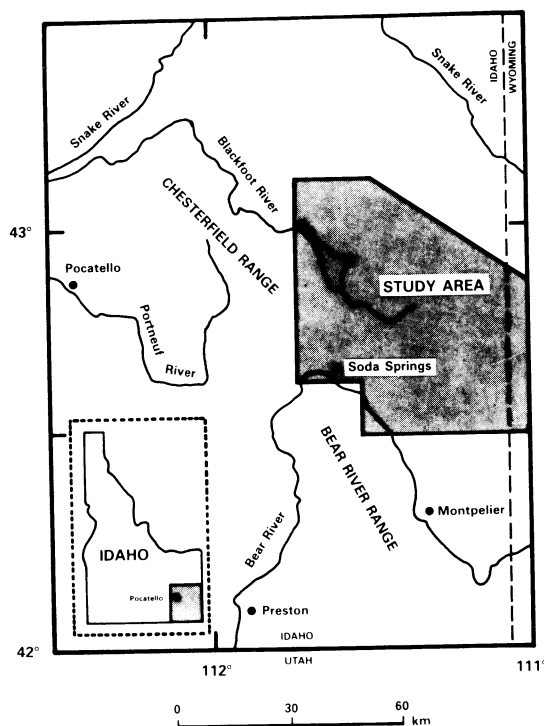 Snake River
IDAHO
WYOMING
Snake River
Blackfoot River
CHESTERFIELD RANGE
43°
Pocatello
STUDY AREA
Portneuf
River
Soda Springs
BEAR RIVER RANGE
Montpelier
IDAHO
Bear River
Pocatello
Preston
IDAHO
42°
UTAH
112°
111°
0 30 60
km